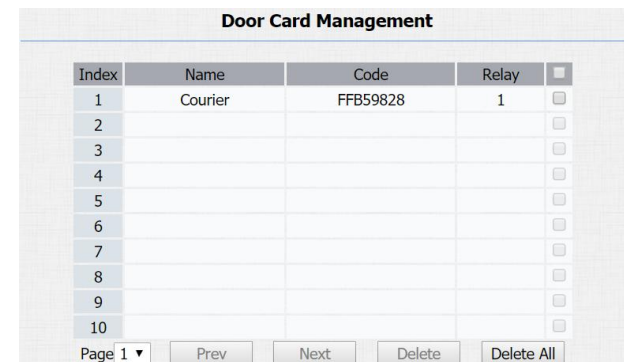 Door Card Management
Index Name Code Relay
1 Courier FFB59828 1
2
3
4
5
6
7
8
9
10
Page 1 Prev Next Delete Delete All